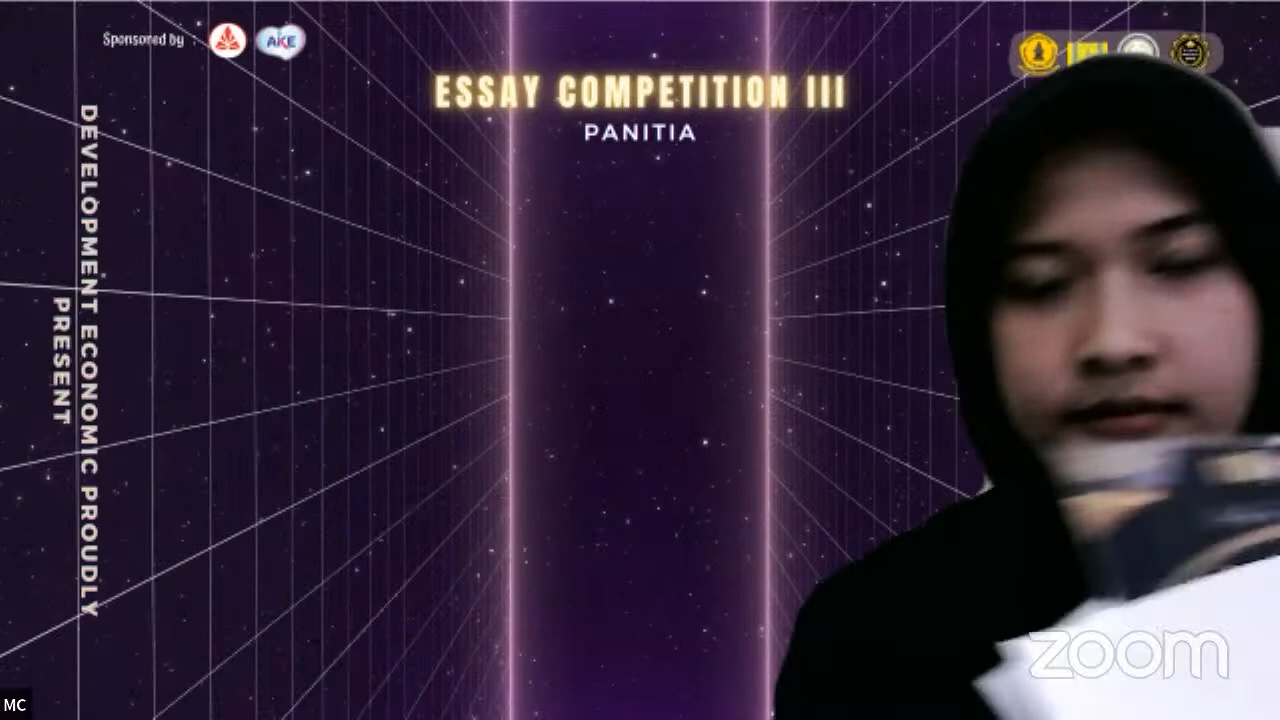 Sponsored by
AKE
ESSAY COMPETITION III
PANITIA
DEVELOPMENT ECONOMIC PROUDLY
PRESENT
zoom
MC